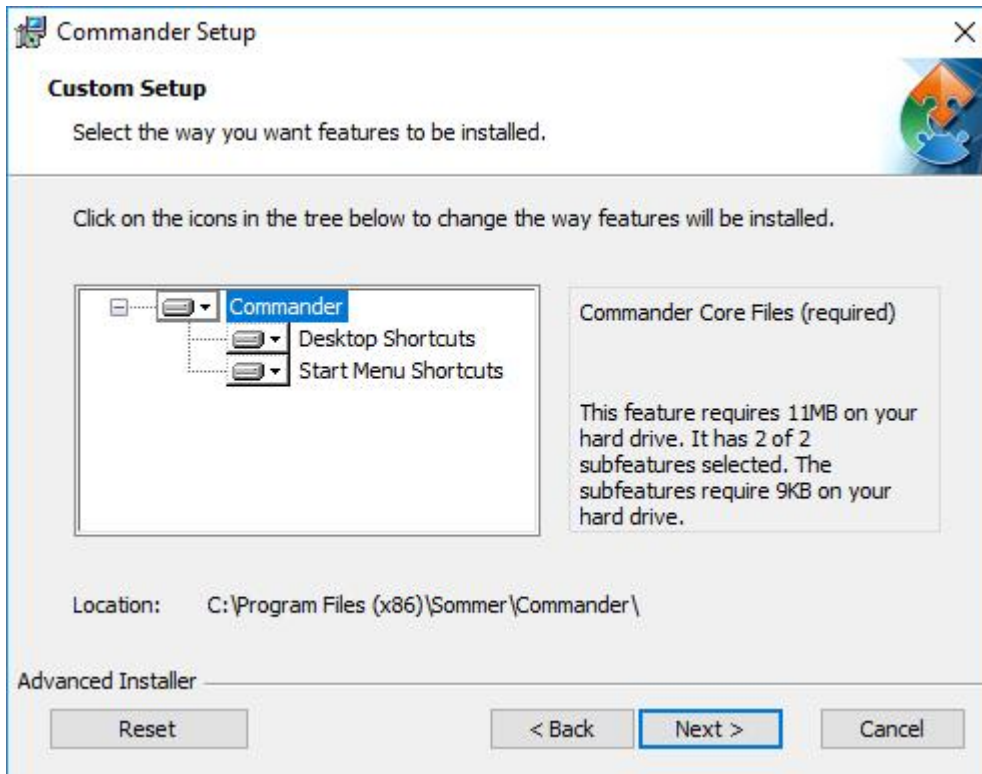 Commander Setup
Custom Setup
Select the way you want features to be installed.
Click on the icons in the tree below to change the way features will be installed.
Commander
Desktop Shortcuts
Start Menu Shortcuts
Commander Core Files (required)
This feature requires 11MB on your
hard drive. It has 2 of 2
subfeatures selected. The
subfeatures require 9KB on your
hard drive.
Location: C:\Program Files (x86)\Sommer\Commander\
Advanced Installer
Reset < Back Next > Cancel